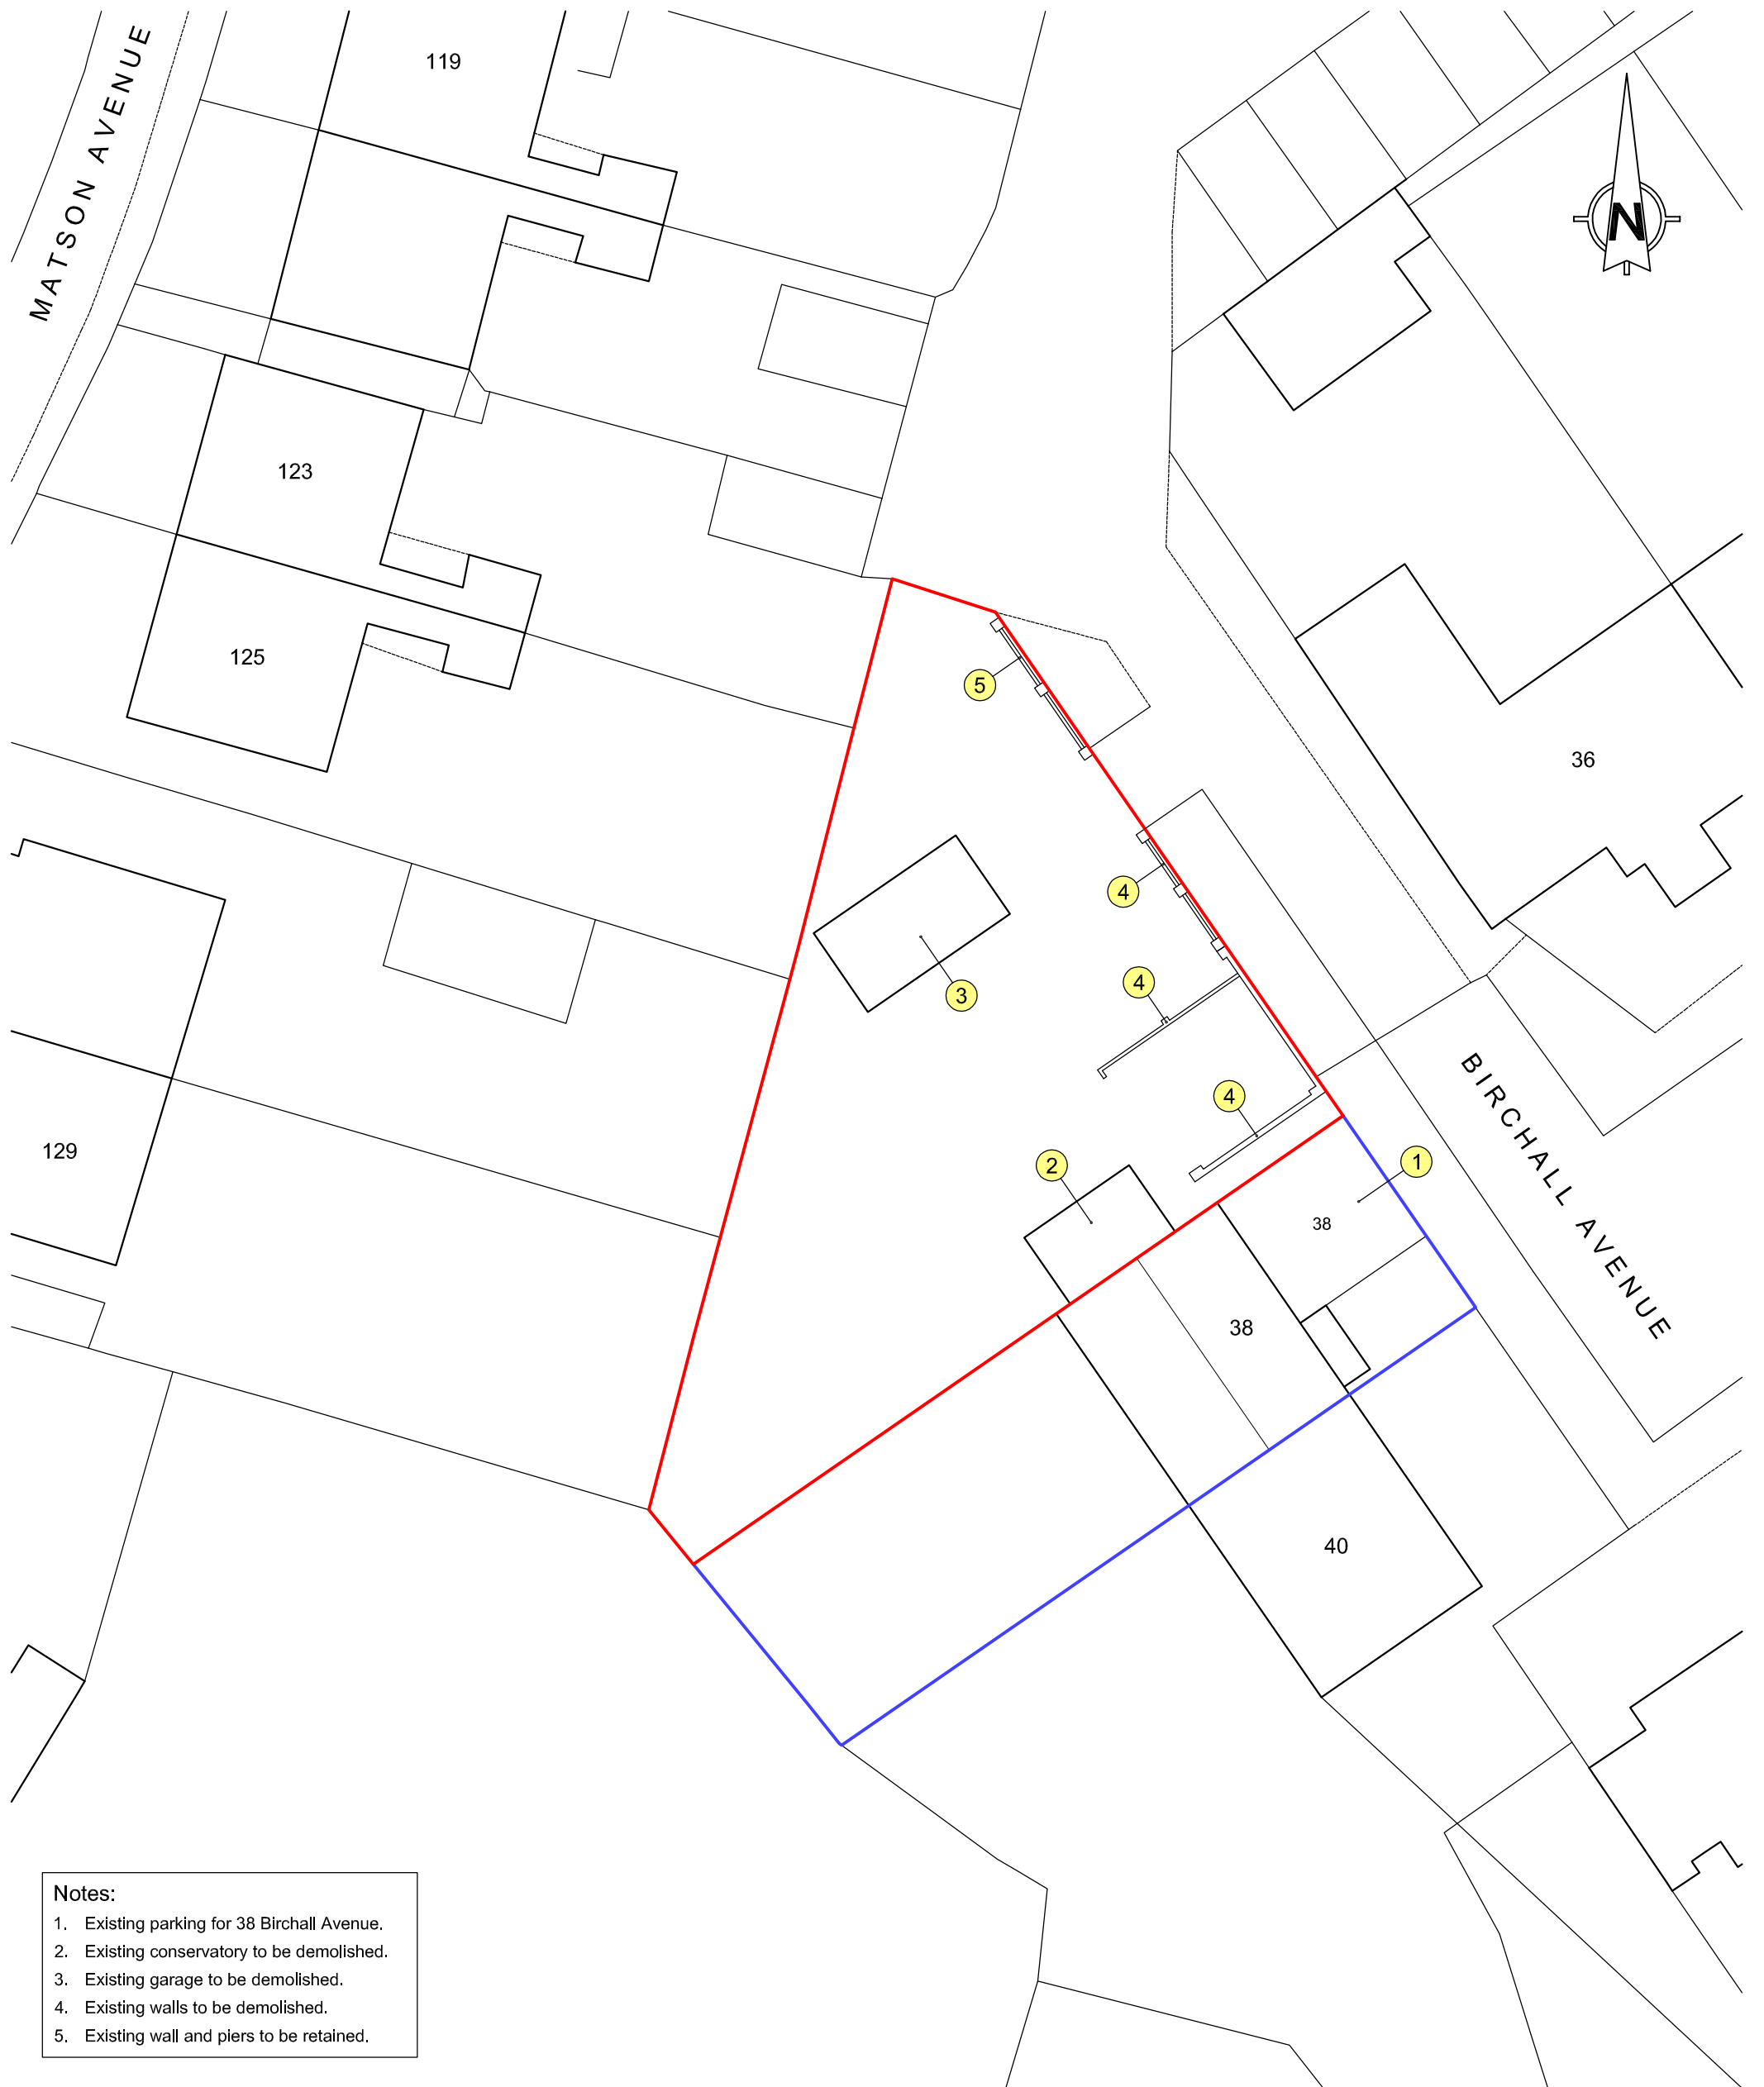 MATSON AVENUE
119
N
123
125
5
36
4
3
4
4
129
2
1
38
38
BIRCHALL AVENUE
40
Notes:
1. Existing parking for 38 Birchall Avenue.
2. Existing conservatory to be demolished.
3. Existing garage to be demolished.
4. Existing walls to be demolished.
5. Existing wall and piers to be retained.